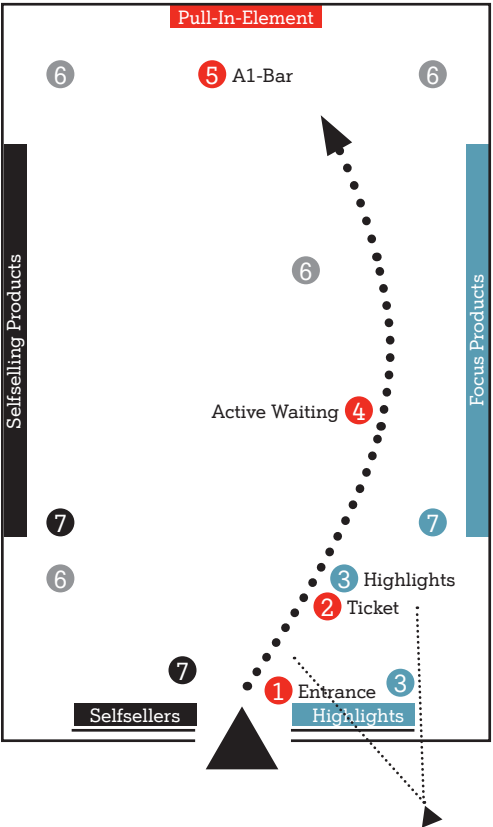 Pull-In-Element
6
5 A1-Bar
6
Selfselling Products
Focus Products
6
Active Waiting 4
7
7
6
3 Highlights
2 Ticket
7
1 Entrance
3
Selfsellers
Highlights